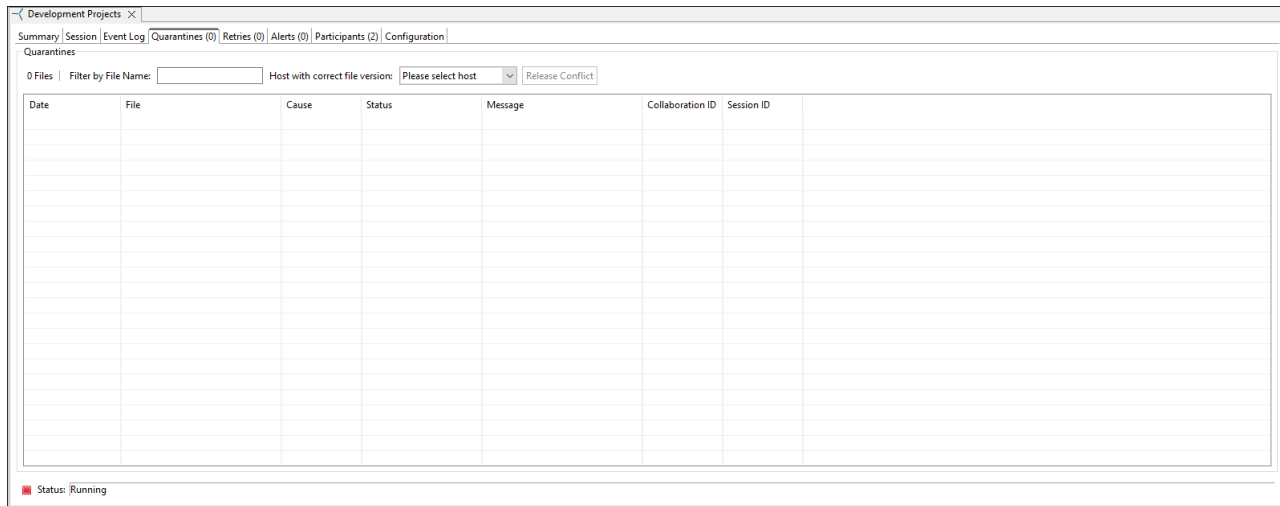 Development Projects
Summary Session Event Log Quarantines (0) Retries (0) Alerts (0) Participants (2) Configuration
Quarantines
0 Files Filter by File Name: Host with correct file version: Please select host Release Conflict
Date File Cause Status Message Collaboration ID Session ID
Status: Running